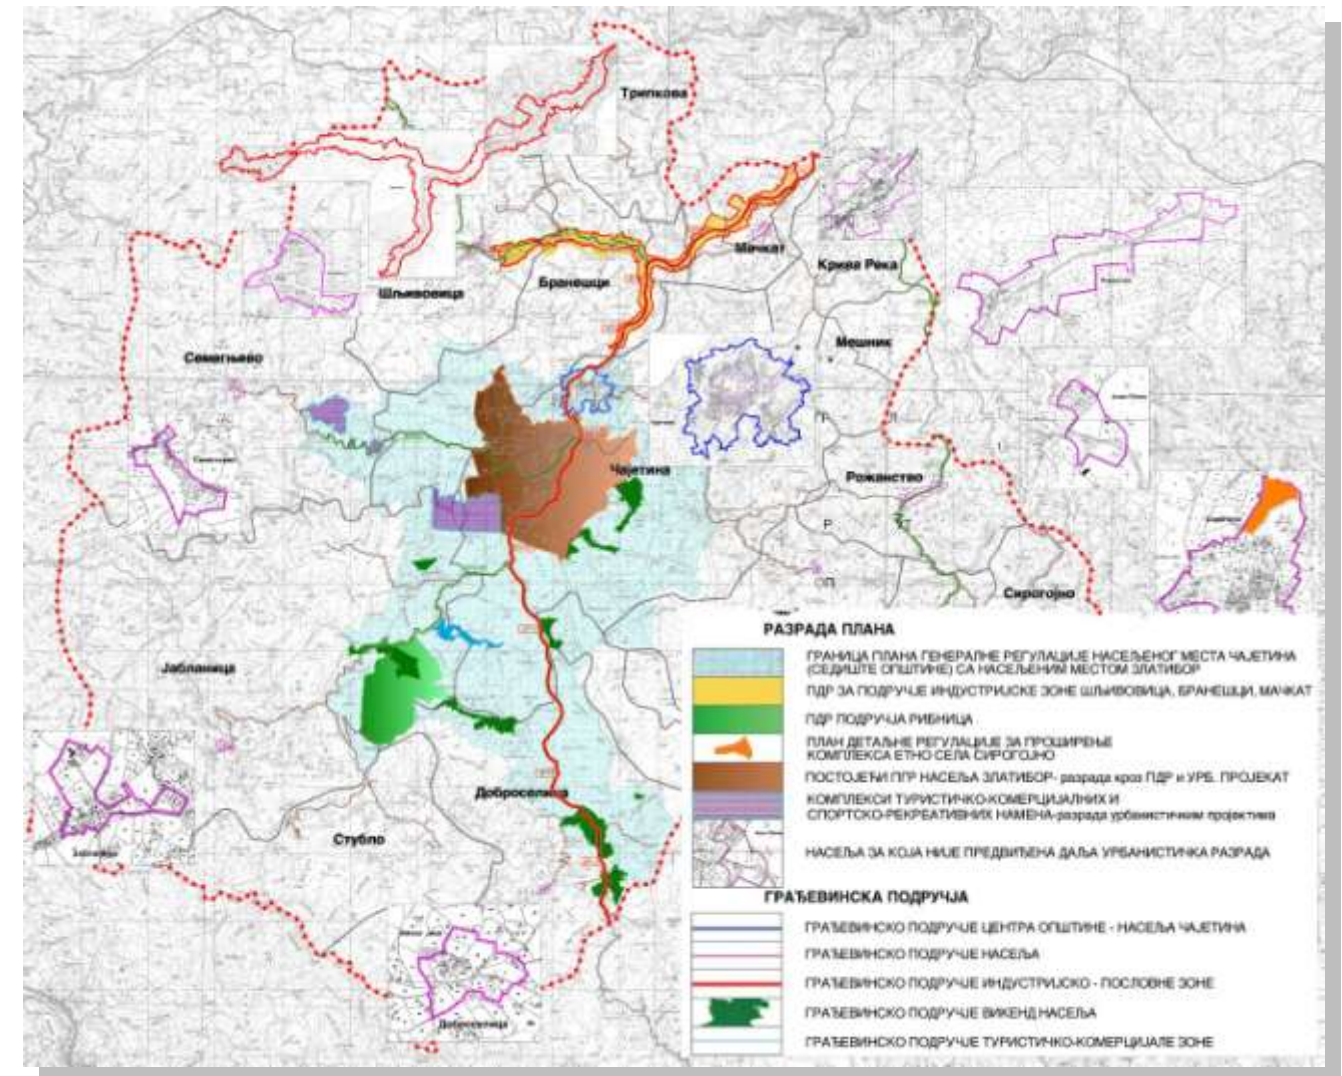 Трипкова
Мачкат
Крива Река
Бранешци
Шљивовица
Мешник
Семегњево
Чајетина
Рожанство
Сирогојно
Јабланица
Доброселица
Стубло
Доброселица
РАЗРАДА ПЛАНА
ГРАНИЦА ПЛАНА ГЕНЕРАЛНЕ РЕГУЛАЦИЈЕ НАСЕЉЕНОГ МЕСТА ЧАЈЕТИНА
(СЕДИШТЕ ОПШТИНЕ) СА НАСЕЉЕНИМ МЕСТОМ ЗЛАТИБОР
ПДР ЗА ПОДРУЧЈЕ ИНДУСТРИЈСКЕ ЗОНЕ ШЉИВОВИЦА, БРАНЕШЦИ, МАЧКАТ
ПДР ПОДРУЧЈА РИБНИЦА
ПЛАН ДЕТАЉНЕ РЕГУЛАЦИЈЕ ЗА ПРОШИРЕЊЕ
КОМПЛЕКСА ЕТНО СЕЛА СИРОГОЈНО
ПОСТОЈЕЋИ ПГР НАСЕЉА ЗЛАТИБОР- разрада кроз ПДР и УРБ. ПРОЈЕКАТ
КОМПЛЕКСИ ТУРИСТИЧКО-КОМЕРЦИЈАЛНИХ И
СПОРТСКО-РЕКРЕАТИВНИХ НАМЕНА-разрада урбанистичким пројектима
НАСЕЉА ЗА КОЈА НИЈЕ ПРЕДВИЂЕНА ДАЉА УРБАНИСТИЧКА РАЗРАДА
ГРАЂЕВИНСКА ПОДРУЧЈА
ГРАЂЕВИНСКО ПОДРУЧЈЕ ЦЕНТРА ОПШТИНЕ - НАСЕЉА ЧАЈЕТИНА
ГРАЂЕВИНСКО ПОДРУЧЈЕ НАСЕЉА
ГРАЂЕВИНСКО ПОДРУЧЈЕ ИНДУСТРИЈСКО - ПОСЛОВНЕ ЗОНЕ
ГРАЂЕВИНСКО ПОДРУЧЈЕ ВИКЕНД НАСЕЉА
ГРАЂЕВИНСКО ПОДРУЧЈЕ ТУРИСТИЧКО-КОМЕРЦИЈАЛЕ ЗОНЕ